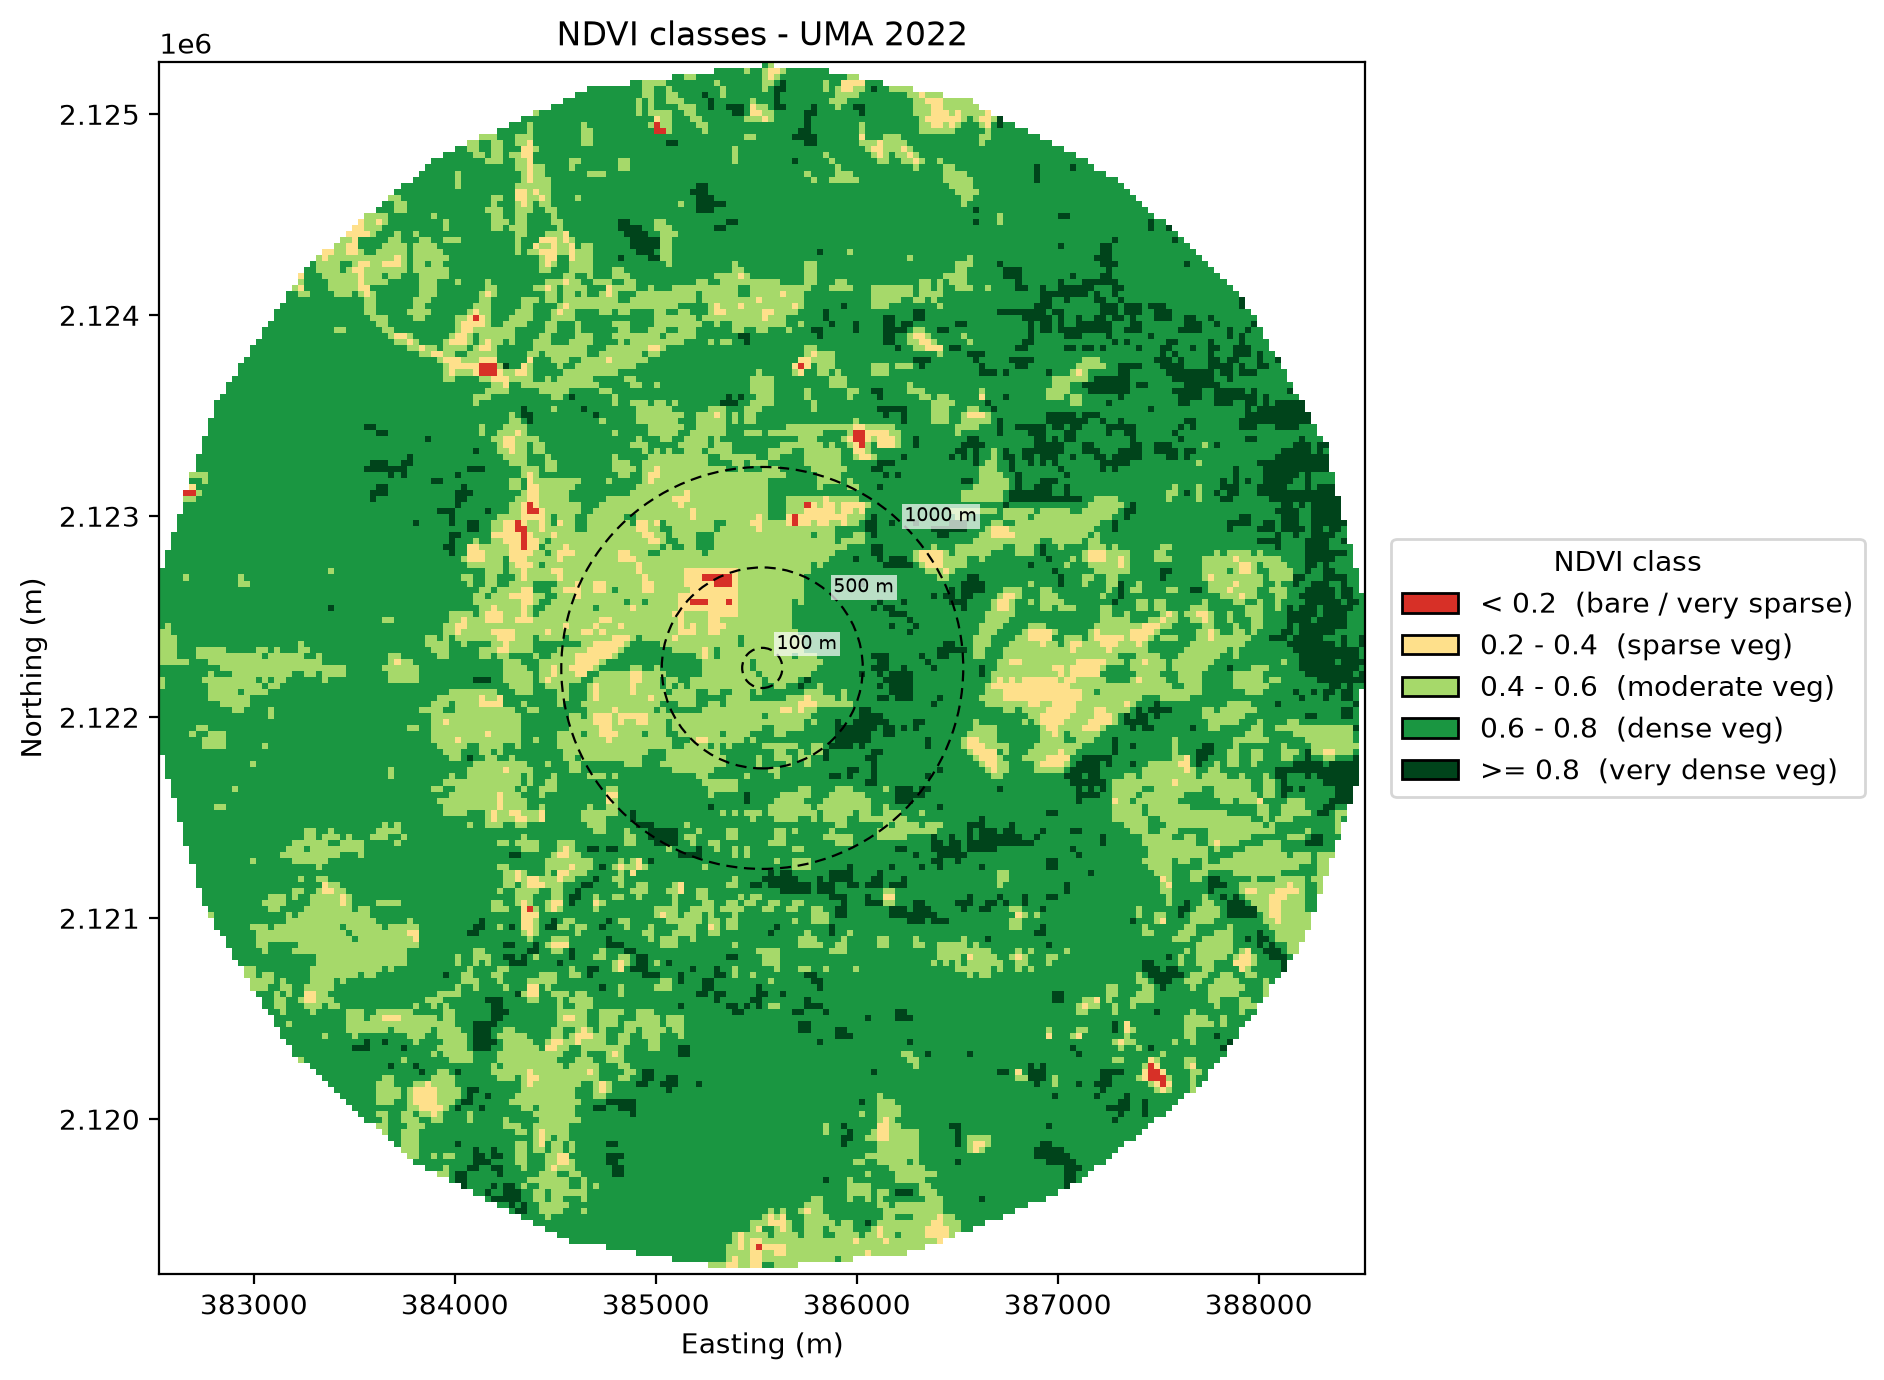 NDVI classes - UMA 2022
1e6
2.125
2.124
2.123
2.122
2.121
2.120
Northing (m)
1000 m
500 m
100 m
383000 384000 385000 386000 387000 388000
Easting (m)
NDVI class
< 0.2 (bare / very sparse)
0.2 - 0.4 (sparse veg)
0.4 - 0.6 (moderate veg)
0.6 - 0.8 (dense veg)
>= 0.8 (very dense veg)